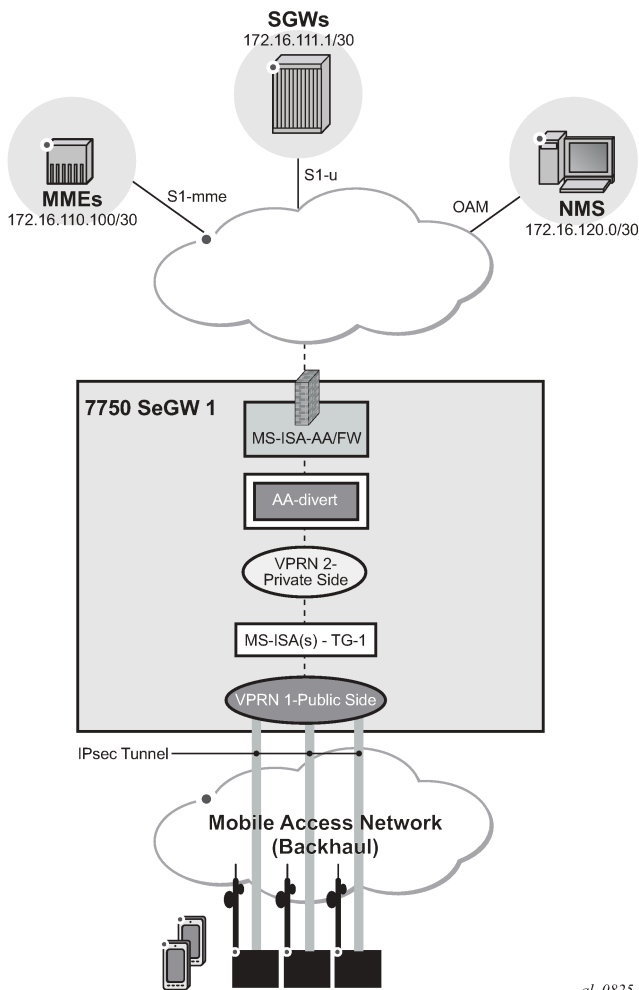 SGWs
172.16.111.1/30
MMEs
172.16.110.100/30
S1-mme
S1-u
OAM
NMS
172.16.120.0/30
7750 SeGW 1
MS-ISA-AA/FW
AA-divert
VPRN 2-
Private Side
MS-ISA(s) - TG-1
VPRN 1-Public Side
IPsec Tunnel
Mobile Access Network
(Backhaul)
al_0825